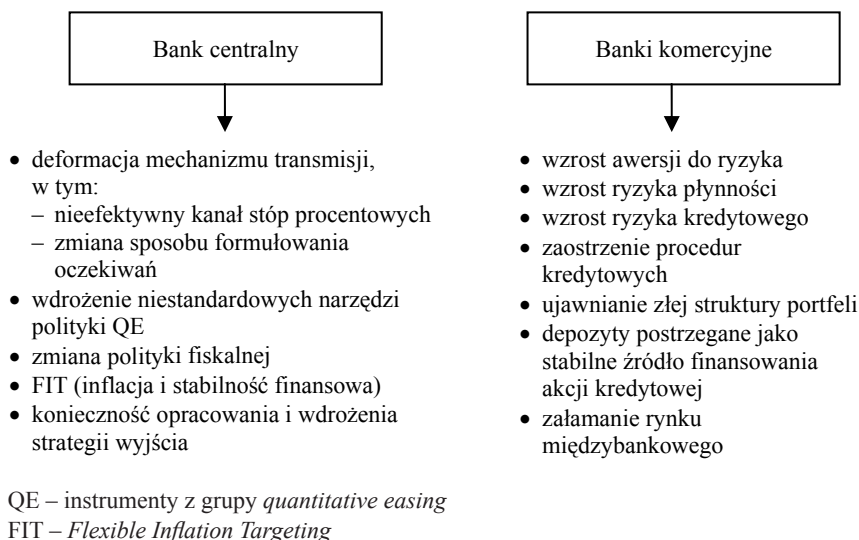 Bank centralny
• deformacja mechanizmu transmisji,
w tym:
– nieefektywny kanał stóp procentowych
– zmiana sposobu formułowania
oczekiwań
• wdrożenie niestandardowych narzędzi
polityki QE
• zmiana polityki fiskalnej
• FIT (inflacja i stabilność finansowa)
• konieczność opracowania i wdrożenia
strategii wyjścia
Banki komercyjne
• wzrost awersji do ryzyka
• wzrost ryzyka płynności
• wzrost ryzyka kredytowego
• zaostrzenie procedur
kredytowych
• ujawnianie złej struktury portfeli
• depozyty postrzegane jako
stabilne źródło finansowania
akcji kredytowej
• załamanie rynku
międzybankowego
QE – instrumenty z grupy quantitative easing
FIT – Flexible Inflation Targeting